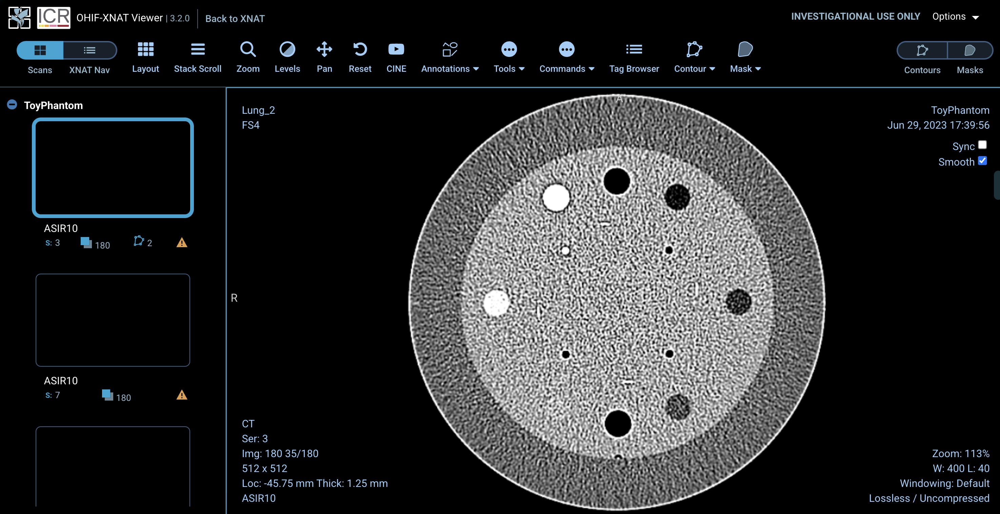 ICR OHIF-XNAT Viewer | 3.2.0 Back to XNAT
INVESTIGATIONAL USE ONLY Options
Scans XNAT Nav Layout Stack Scroll Zoom Levels Pan Reset CINE Annotations Tools Commands Tag Browser Contour Mask Contours Masks
ToyPhantom
ASIR10
S: 3 180 2
ASIR10
S: 7 180
Lung_2
FS4
A
ToyPhantom
Jun 29, 2023 17:39:56
Sync
Smooth
R
CT
Ser: 3
Img: 180 35/180
512 x 512
Loc: -45.75 mm Thick: 1.25 mm
ASIR10
Zoom: 113%
W: 400 L: 40
Windowing: Default
Lossless / Uncompressed